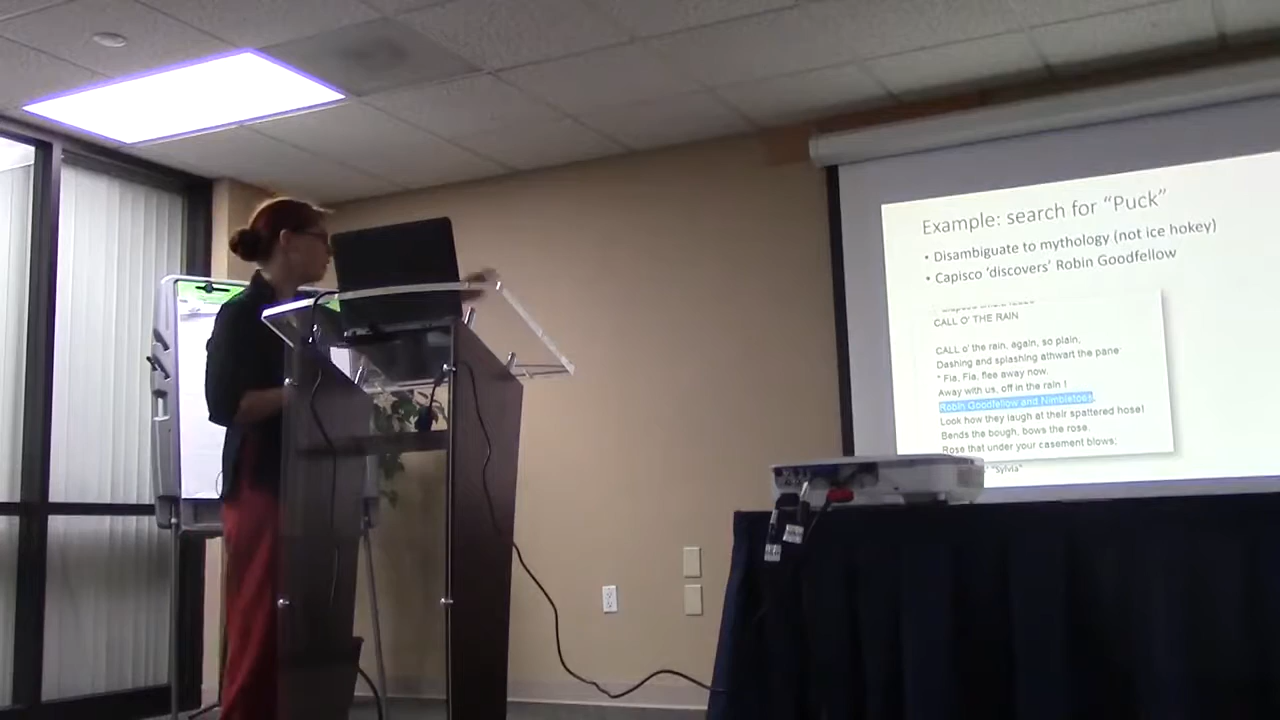 Example: search for “Puck”
• Disambiguate to mythology (not ice hokey)
• Capisco ‘discovers’ Robin Goodfellow
CALL O' THE RAIN
CALL o' the rain, again, so plain,
Dashing and splashing athwart the pane:
" Fia, Fia, flee away now.
Away with us, off in the rain !
Robin Goodfellow and Nimbletoes,
Look how they laugh at their spattered hose!
Bends the bough, bows the rose.
Rose that under your casement blows;
"Sylvia"